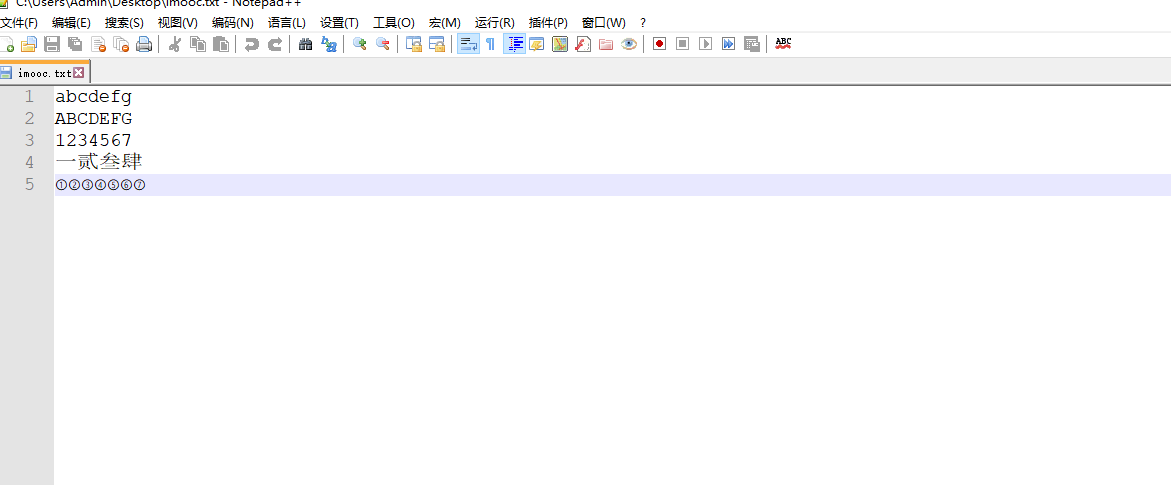 C:\Users\Admin\Desktop\imooc.txt - Notepad++
文件(F) 编辑(E) 搜索(S) 视图(V) 编码(N) 语言(L) 设置(T) 工具(O) 宏(M) 运行(R) 插件(P) 窗口(W) ?
ABC
imooc.txt
1 abcdefg
2 ABCDEFG
3 1234567
4 一贰叁肆
5 ①②③④⑤⑥⑦